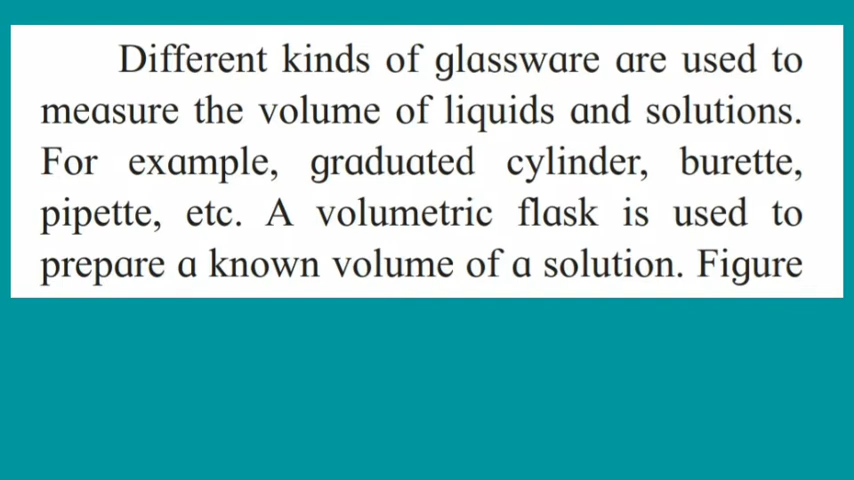 Different kinds of glassware are used to
measure the volume of liquids and solutions.
For example, graduated cylinder, burette,
pipette, etc. A volumetric flask is used to
prepare a known volume of a solution. Figure